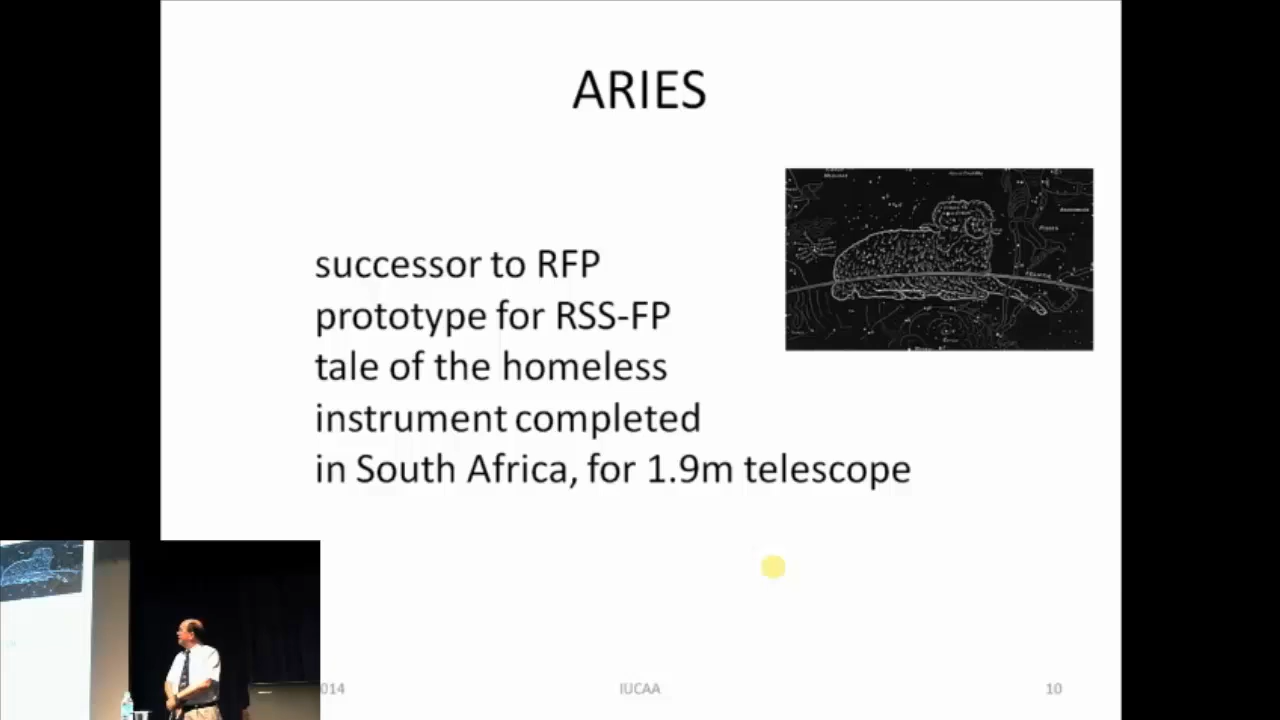 ARIES
successor to RFP
prototype for RSS-FP
tale of the homeless
instrument completed
in South Africa, for 1.9m telescope
014
IUCAA
10